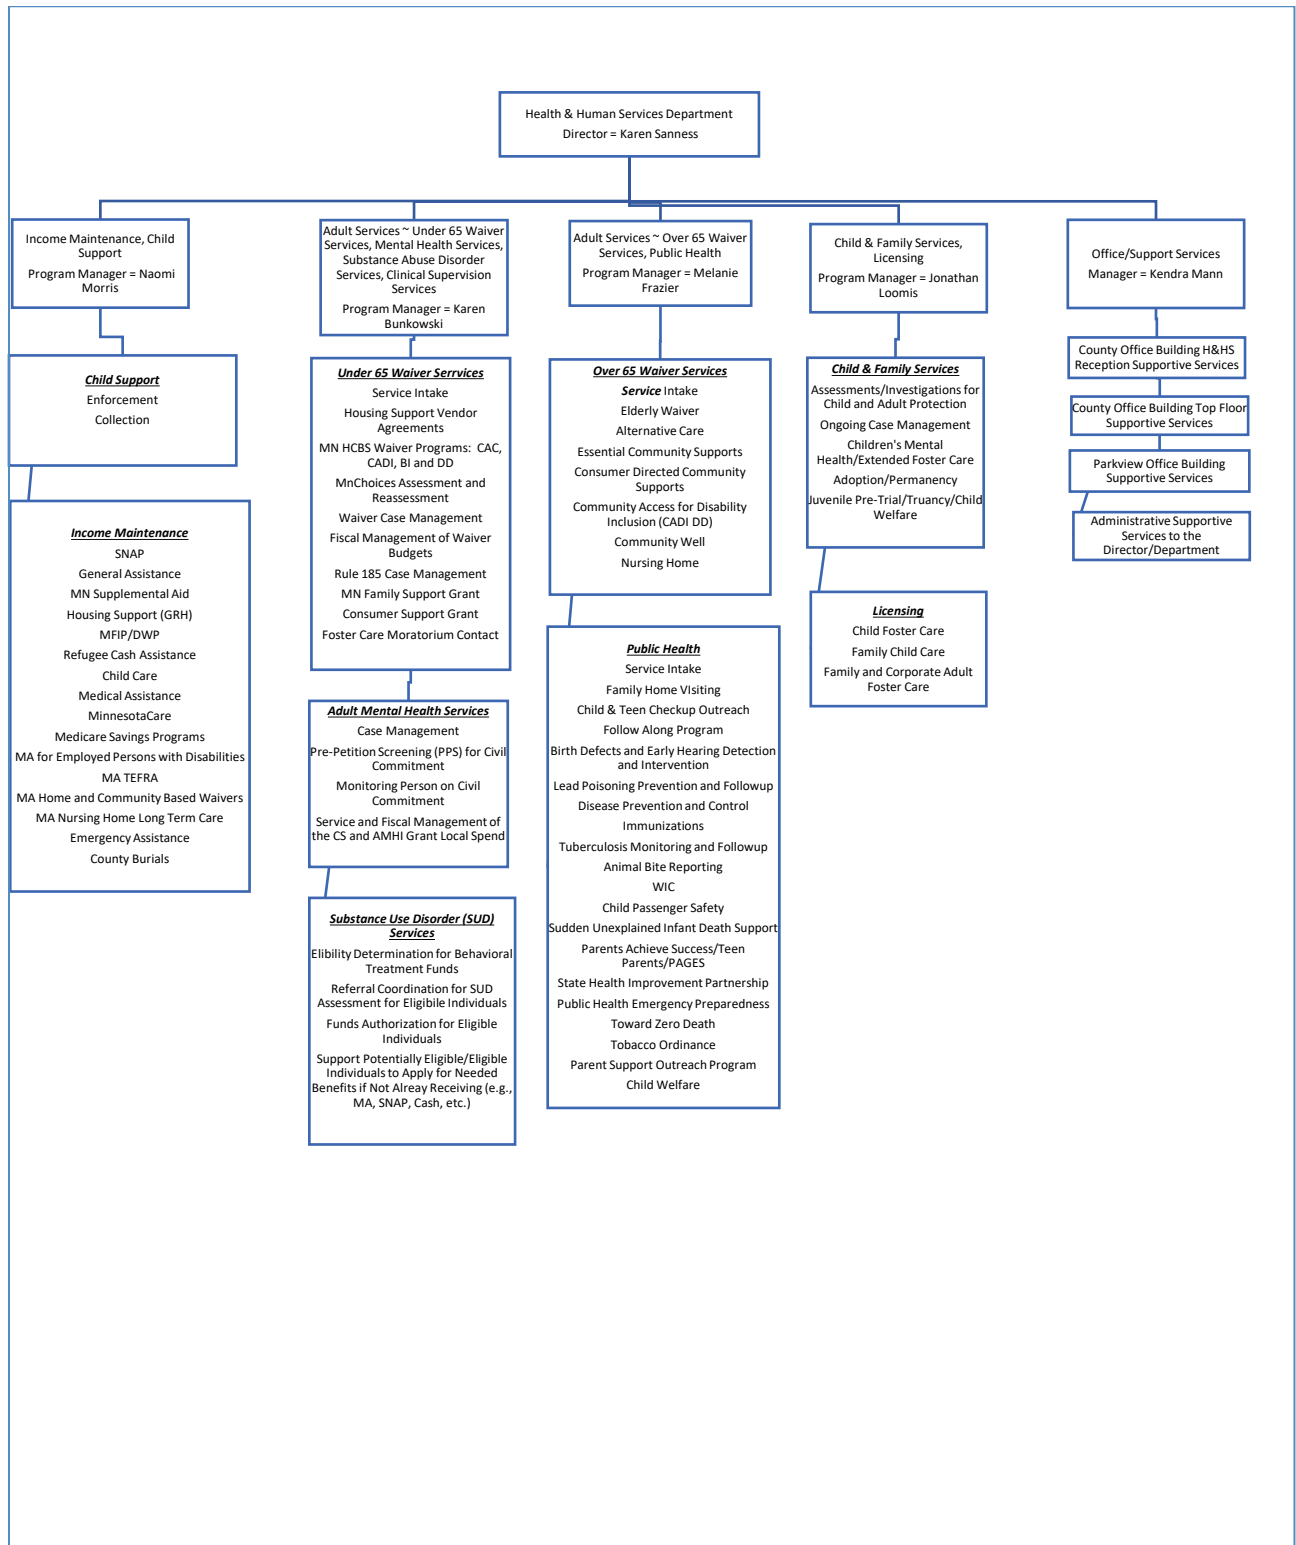 Health & Human Services Department
Director = Karen Sanness
Income Maintenance, Child
Support
Program Manager = Naomi
Morris
Adult Services ~ Under 65 Waiver
Services, Mental Health Services,
Substance Abuse Disorder
Services, Clinical Supervision
Services
Program Manager = Karen
Bunkowski
Adult Services ~ Over 65 Waiver
Services, Public Health
Program Manager = Melanie
Frazier
Child & Family Services,
Licensing
Program Manager = Jonathan
Loomis
Office/Support Services
Manager = Kendra Mann
Child Support
Enforcement
Collection
Income Maintenance
SNAP
General Assistance
MN Supplemental Aid
Housing Support (GRH)
MFIP/DWP
Refugee Cash Assistance
Child Care
Medical Assistance
MinnesotaCare
Medicare Savings Programs
MA for Employed Persons with Disabilities
MA TEFRA
MA Home and Community Based Waivers
MA Nursing Home Long Term Care
Emergency Assistance
County Burials
Under 65 Waiver Serrvices
Service Intake
Housing Support Vendor
Agreements
MN HCBS Waiver Programs:  CAC,
CADI, BI and DD
MnChoices Assessment and
Reassessment
Waiver Case Management
Fiscal Management of Waiver
Budgets
Rule 185 Case Management
MN Family Support Grant
Consumer Support Grant
Foster Care Moratorium Contact
Adult Mental Health Services
Case Management
Pre-Petition Screening (PPS) for Civil
Commitment
Monitoring Person on Civil
Commitment
Service and Fiscal Management of
the CS and AMHI Grant Local Spend
Substance Use Disorder (SUD)
Services
Elibility Determination for Behavioral
Treatment Funds
Referral Coordination for SUD
Assessment for Eligibile Individuals
Funds Authorization for Eligible
Individuals
Support Potentially Eligible/Eligible
Individuals to Apply for Needed
Benefits if Not Alreay Receiving (e.g.,
MA, SNAP, Cash, etc.)
Over 65 Waiver Services
Service Intake
Elderly Waiver
Alternative Care
Essential Community Supports
Consumer Directed Community
Supports
Community Access for Disability
Inclusion (CADI DD)
Community Well
Nursing Home
Public Health
Service Intake
Family Home VIsiting
Child & Teen Checkup Outreach
Follow Along Program
Birth Defects and Early Hearing Detection
and Intervention
Lead Poisoning Prevention and Followup
Disease Prevention and Control
Immunizations
Tuberculosis Monitoring and Followup
Animal Bite Reporting
WIC
Child Passenger Safety
Sudden Unexplained Infant Death Support
Parents Achieve Success/Teen
Parents/PAGES
State Health Improvement Partnership
Public Health Emergency Preparedness
Toward Zero Death
Tobacco Ordinance
Parent Support Outreach Program
Child Welfare
Child & Family Services
Assessments/Investigations for
Child and Adult Protection
Ongoing Case Management
Children's Mental
Health/Extended Foster Care
Adoption/Permanency
Juvenile Pre-Trial/Truancy/Child
Welfare
Licensing
Child Foster Care
Family Child Care
Family and Corporate Adult
Foster Care
County Office Building H&HS
Reception Supportive Services
County Office Building Top Floor
Supportive Services
Parkview Office Building
Supportive Services
Administrative Supportive
Services to the
Director/Department